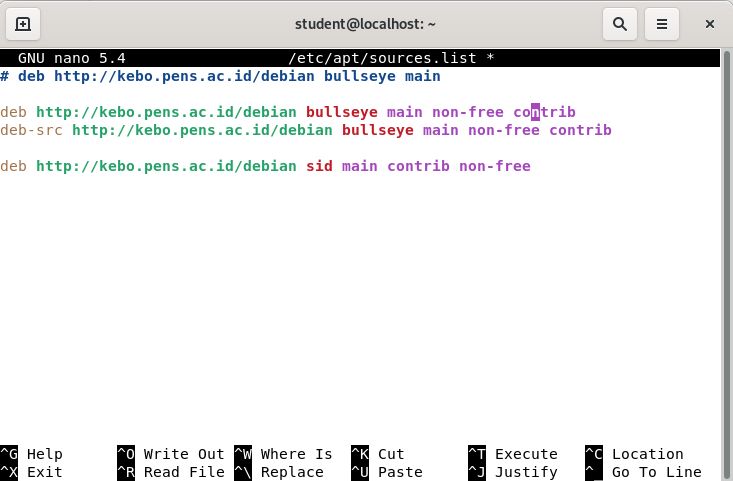 student@localhost: ~
GNU nano 5.4 /etc/apt/sources.list *
# deb http://kebo.pens.ac.id/debian bullseye main
deb http://kebo.pens.ac.id/debian bullseye main non-free contrib
deb-src http://kebo.pens.ac.id/debian bullseye main non-free contrib
deb http://kebo.pens.ac.id/debian sid main contrib non-free
^G Help ^O Write Out ^W Where Is ^K Cut ^T Execute ^C Location
^X Exit ^R Read File ^\ Replace ^U Paste ^J Justify ^_ Go To Line